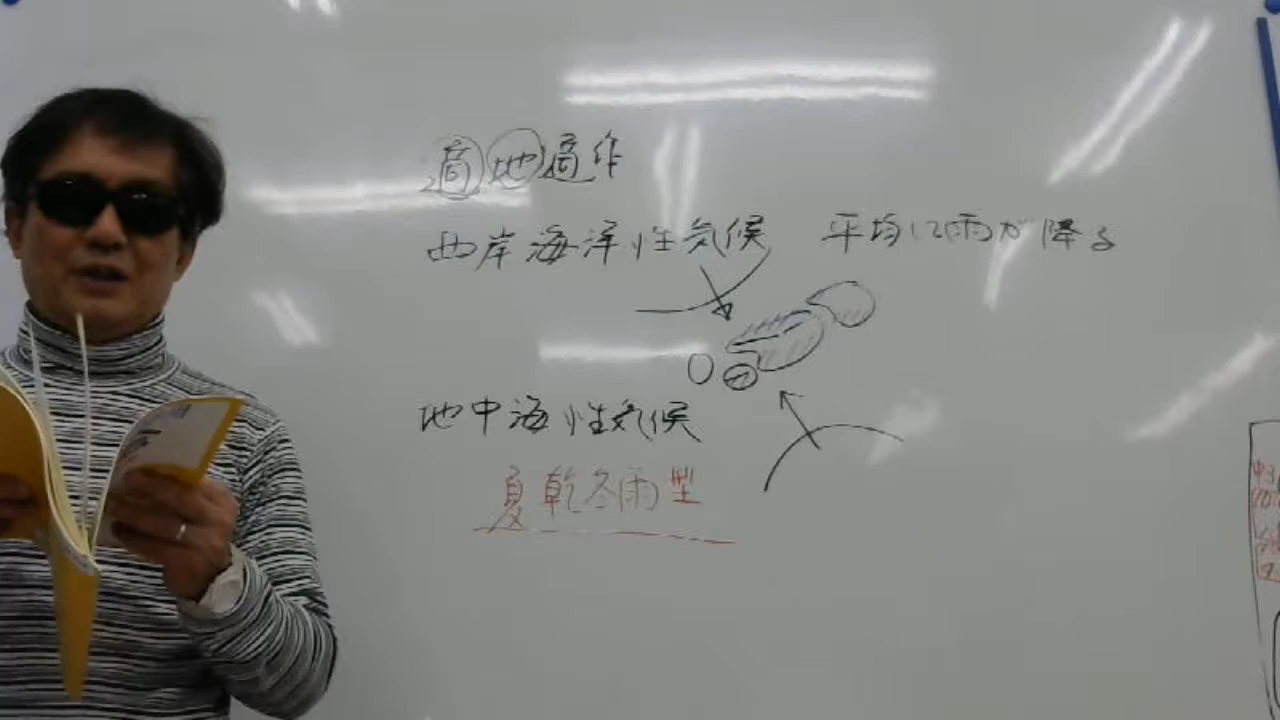 適地適作
西岸海洋性気候 平均に雨が降る
地中海性気候
夏乾冬雨型